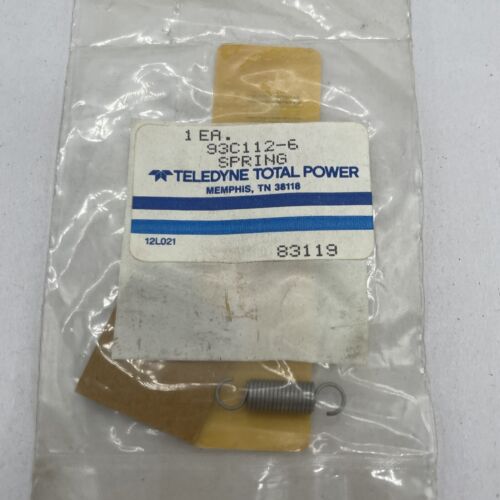 1 EA.
93C112-6
SPRING
TELEDYNE TOTAL POWER
MEMPHIS, TN 38118
12L021
83119